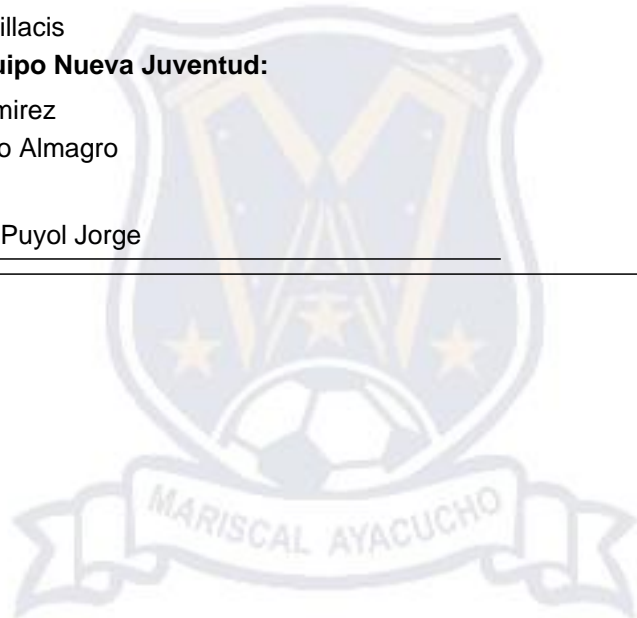 illacis
uipo Nueva Juventud:
mirez
o Almagro
Puyol Jorge
MARISCAL AYACUCHO